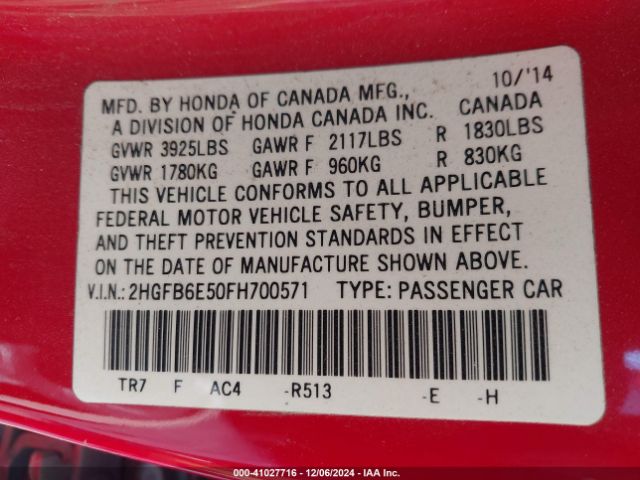 10/'14
MFD. BY HONDA OF CANADA MFG., CANADA
A DIVISION OF HONDA CANADA INC.
GVWR 3925LBS GAWR F 2117LBS R 1830LBS
GVWR 1780KG GAWR F 960KG R 830KG
THIS VEHICLE CONFORMS TO ALL APPLICABLE
FEDERAL MOTOR VEHICLE SAFETY, BUMPER,
AND THEFT PREVENTION STANDARDS IN EFFECT
ON THE DATE OF MANUFACTURE SHOWN ABOVE.
V.I.N.: 2HGFB6E50FH700571 TYPE: PASSENGER CAR
TR7 F AC4 -R513 -E -H
000-41027716 - 12/06/2024 - IAA Inc.